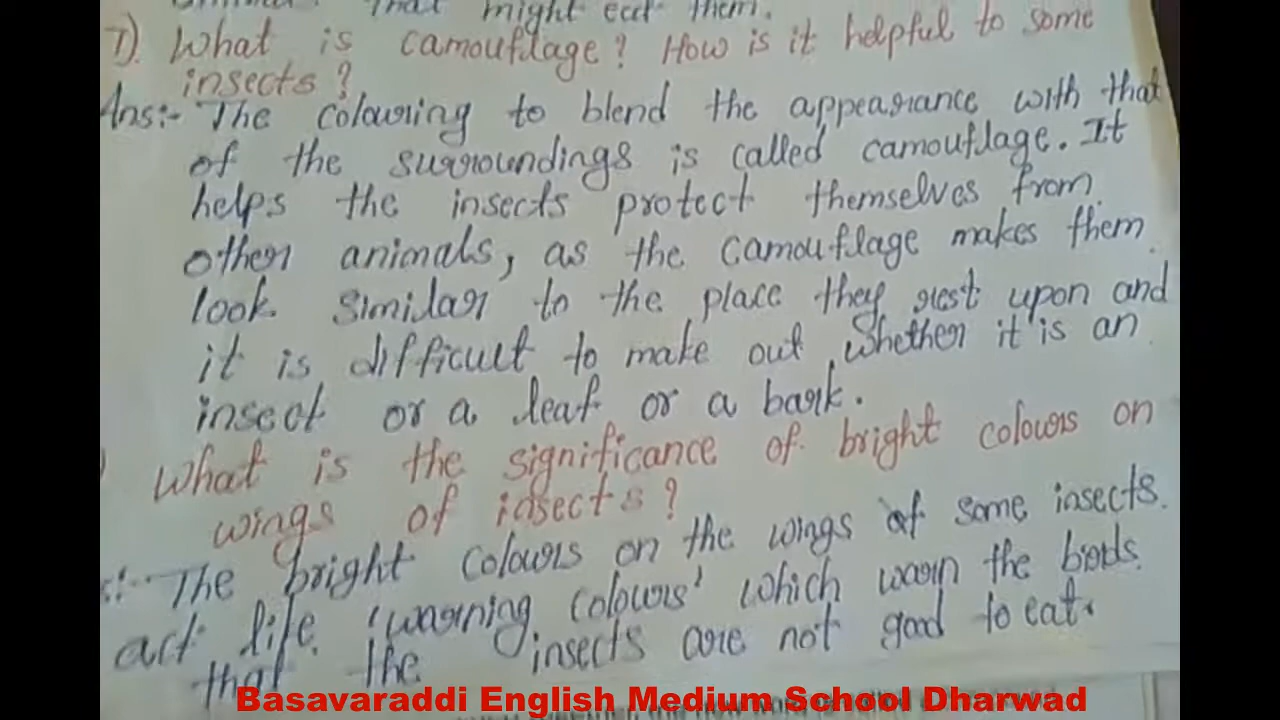 That might eat them.
7). What is camouflage? How is it helpful to some
insects?
Ans:- The colouring to blend the appearance with that
of the surroundings is called camouflage. It
helps the insects protect themselves from
other animals, as the camouflage makes them
look similar to the place they rest upon and
it is difficult to make out, whether it is an
insect or a leaf or a bark.
) What is the significance of bright colours on
wings of insects?
s:- The bright colours on the wings of some insects.
act life 'warning colours' which warn the birds
that the insects are not good to eat.
Basavaraddi English Medium School Dharwad